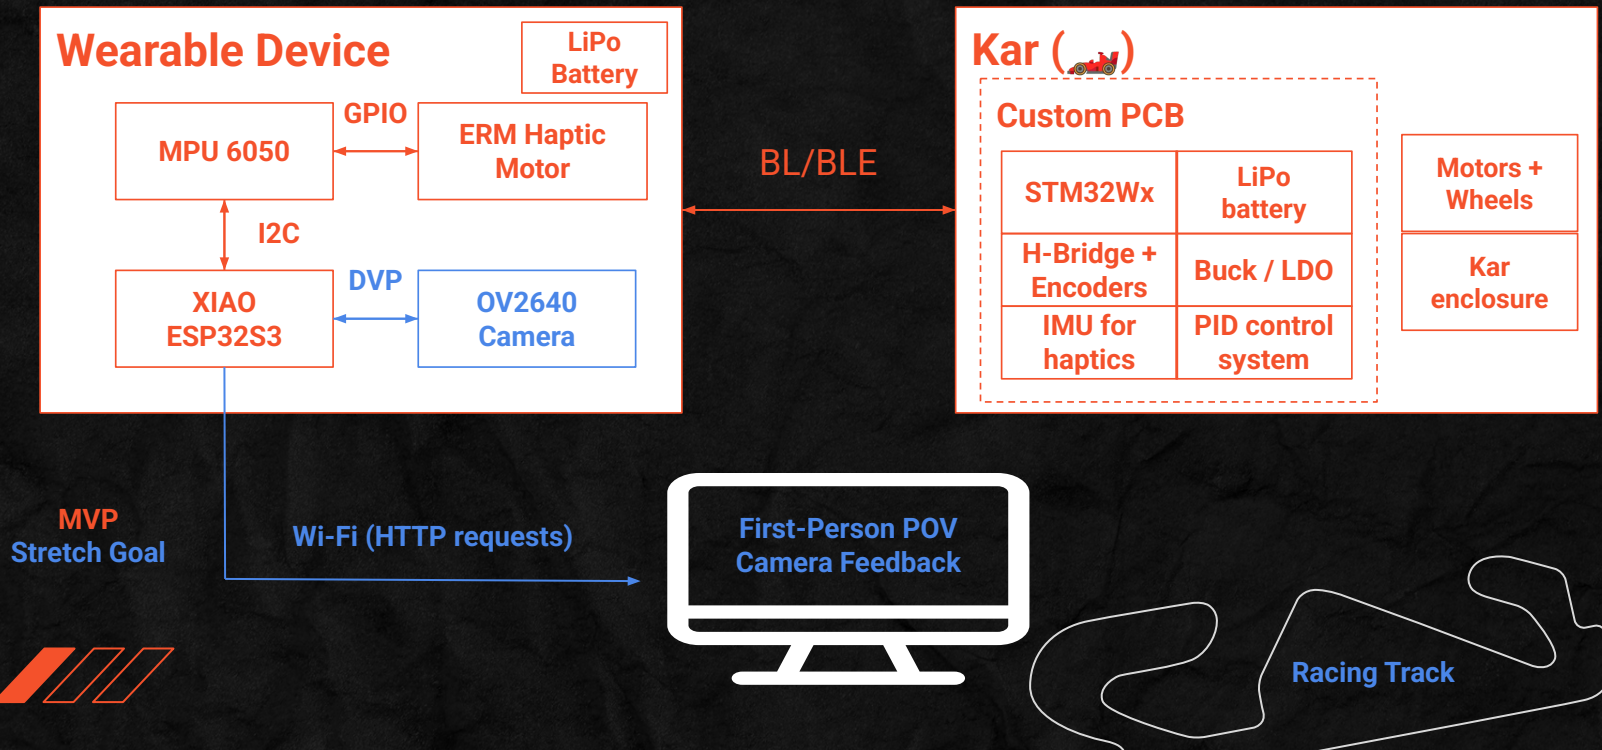 Wearable Device
LiPo
Battery
MPU 6050
GPIO
ERM Haptic
Motor
I2C
XIAO
ESP32S3
DVP
OV2640
Camera
BL/BLE
Kar (🏎️)
Custom PCB
STM32Wx
LiPo
battery
H-Bridge +
Encoders
Buck / LDO
IMU for
haptics
PID control
system
Motors +
Wheels
Kar
enclosure
MVP
Stretch Goal
Wi-Fi (HTTP requests)
First-Person POV
Camera Feedback
Racing Track